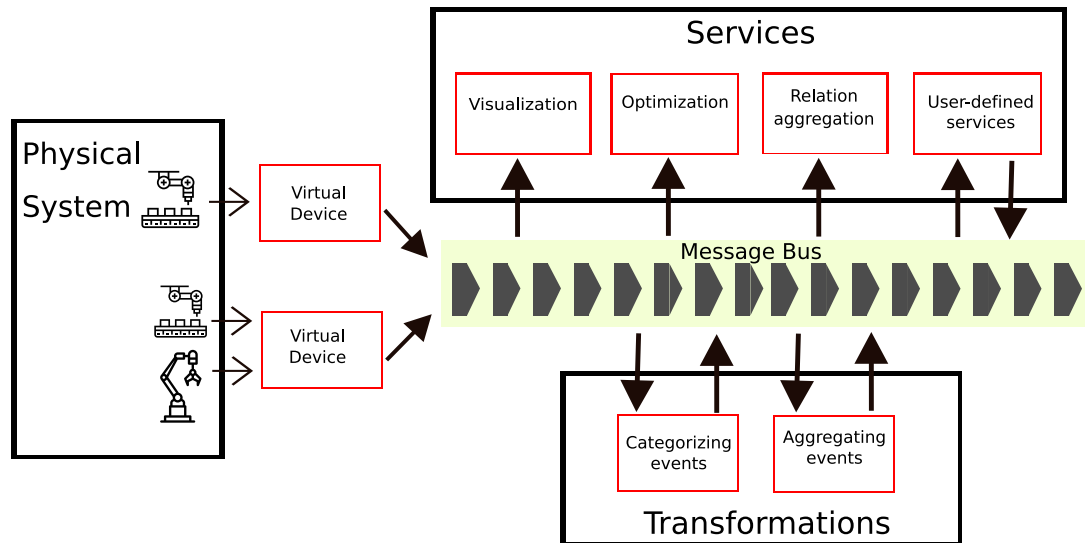 Services
Visualization
Optimization
Relation
aggregation
User-defined
services
Physical
System
Virtual
Device
Virtual
Device
Message Bus
Categorizing
events
Aggregating
events
Transformations